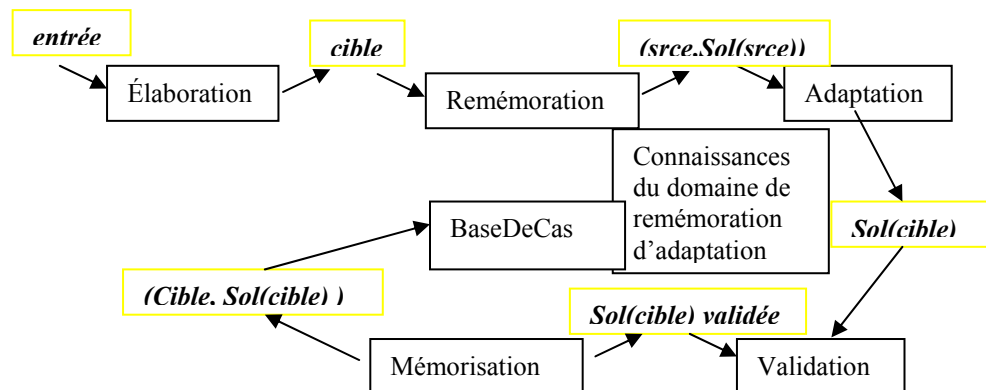 entrée
cible
(srce,Sol(srce))
Élaboration
Remémoration
Adaptation
Connaissances
du domaine de
remémoration
d’adaptation
BaseDeCas
Sol(cible)
(Cible, Sol(cible) )
Sol(cible) validée
Mémorisation
Validation